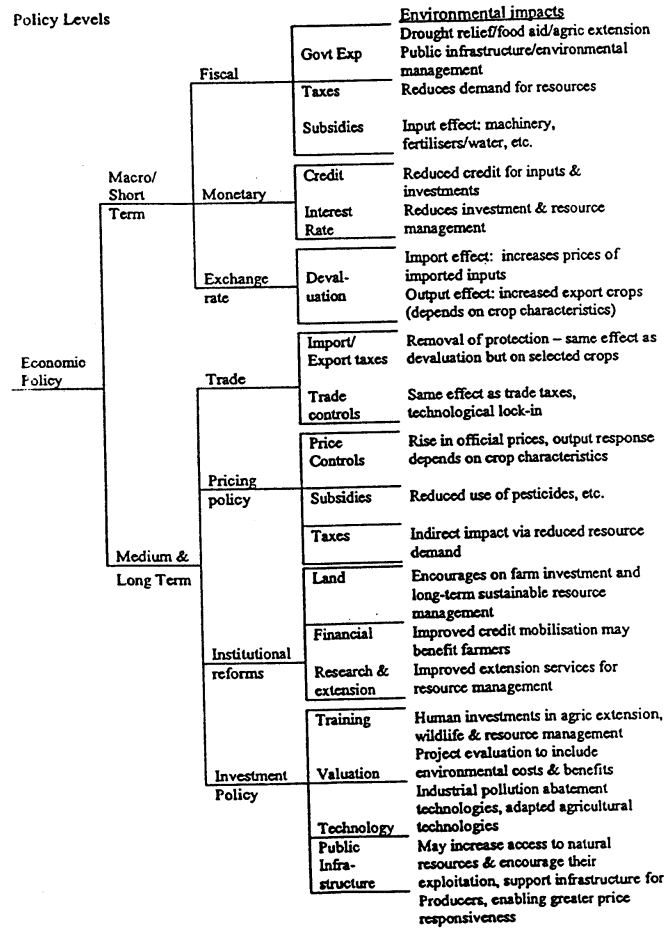 Policy Levels
Environmental impacts
Fiscal
Govt Exp
Drought relief/food aid/agric extension
Public infrastructure/environmental
management
Taxes
Reduces demand for resources
Subsidies
Input effect: machinery,
fertilisers/water, etc.
Macro/
Short
Term
Monetary
Credit
Reduced credit for inputs &
investments
Interest
Rate
Reduces investment & resource
management
Exchange
rate
Deval-
uation
Import effect: increases prices of
imported inputs
Output effect: increased export crops
(depends on crop characteristics)
Economic
Policy
Trade
Import/
Export taxes
Removal of protection – same effect as
devaluation but on selected crops
Trade
controls
Same effect as trade taxes,
technological lock-in
Pricing
policy
Price
Controls
Rise in official prices, output response
depends on crop characteristics
Subsidies
Reduced use of pesticides, etc.
Taxes
Indirect impact via reduced resource
demand
Medium &
Long Term
Institutional
reforms
Land
Encourages on farm investment and
long-term sustainable resource
management
Financial
Improved credit mobilisation may
benefit farmers
Research &
extension
Improved extension services for
resource management
Investment
Policy
Training
Human investments in agric extension,
wildlife & resource management
Valuation
Project evaluation to include
environmental costs & benefits
Technology
Industrial pollution abatement
technologies, adapted agricultural
technologies
Public
Infra-
structure
May increase access to natural
resources & encourage their
exploitation, support infrastructure for
Producers, enabling greater price
responsiveness